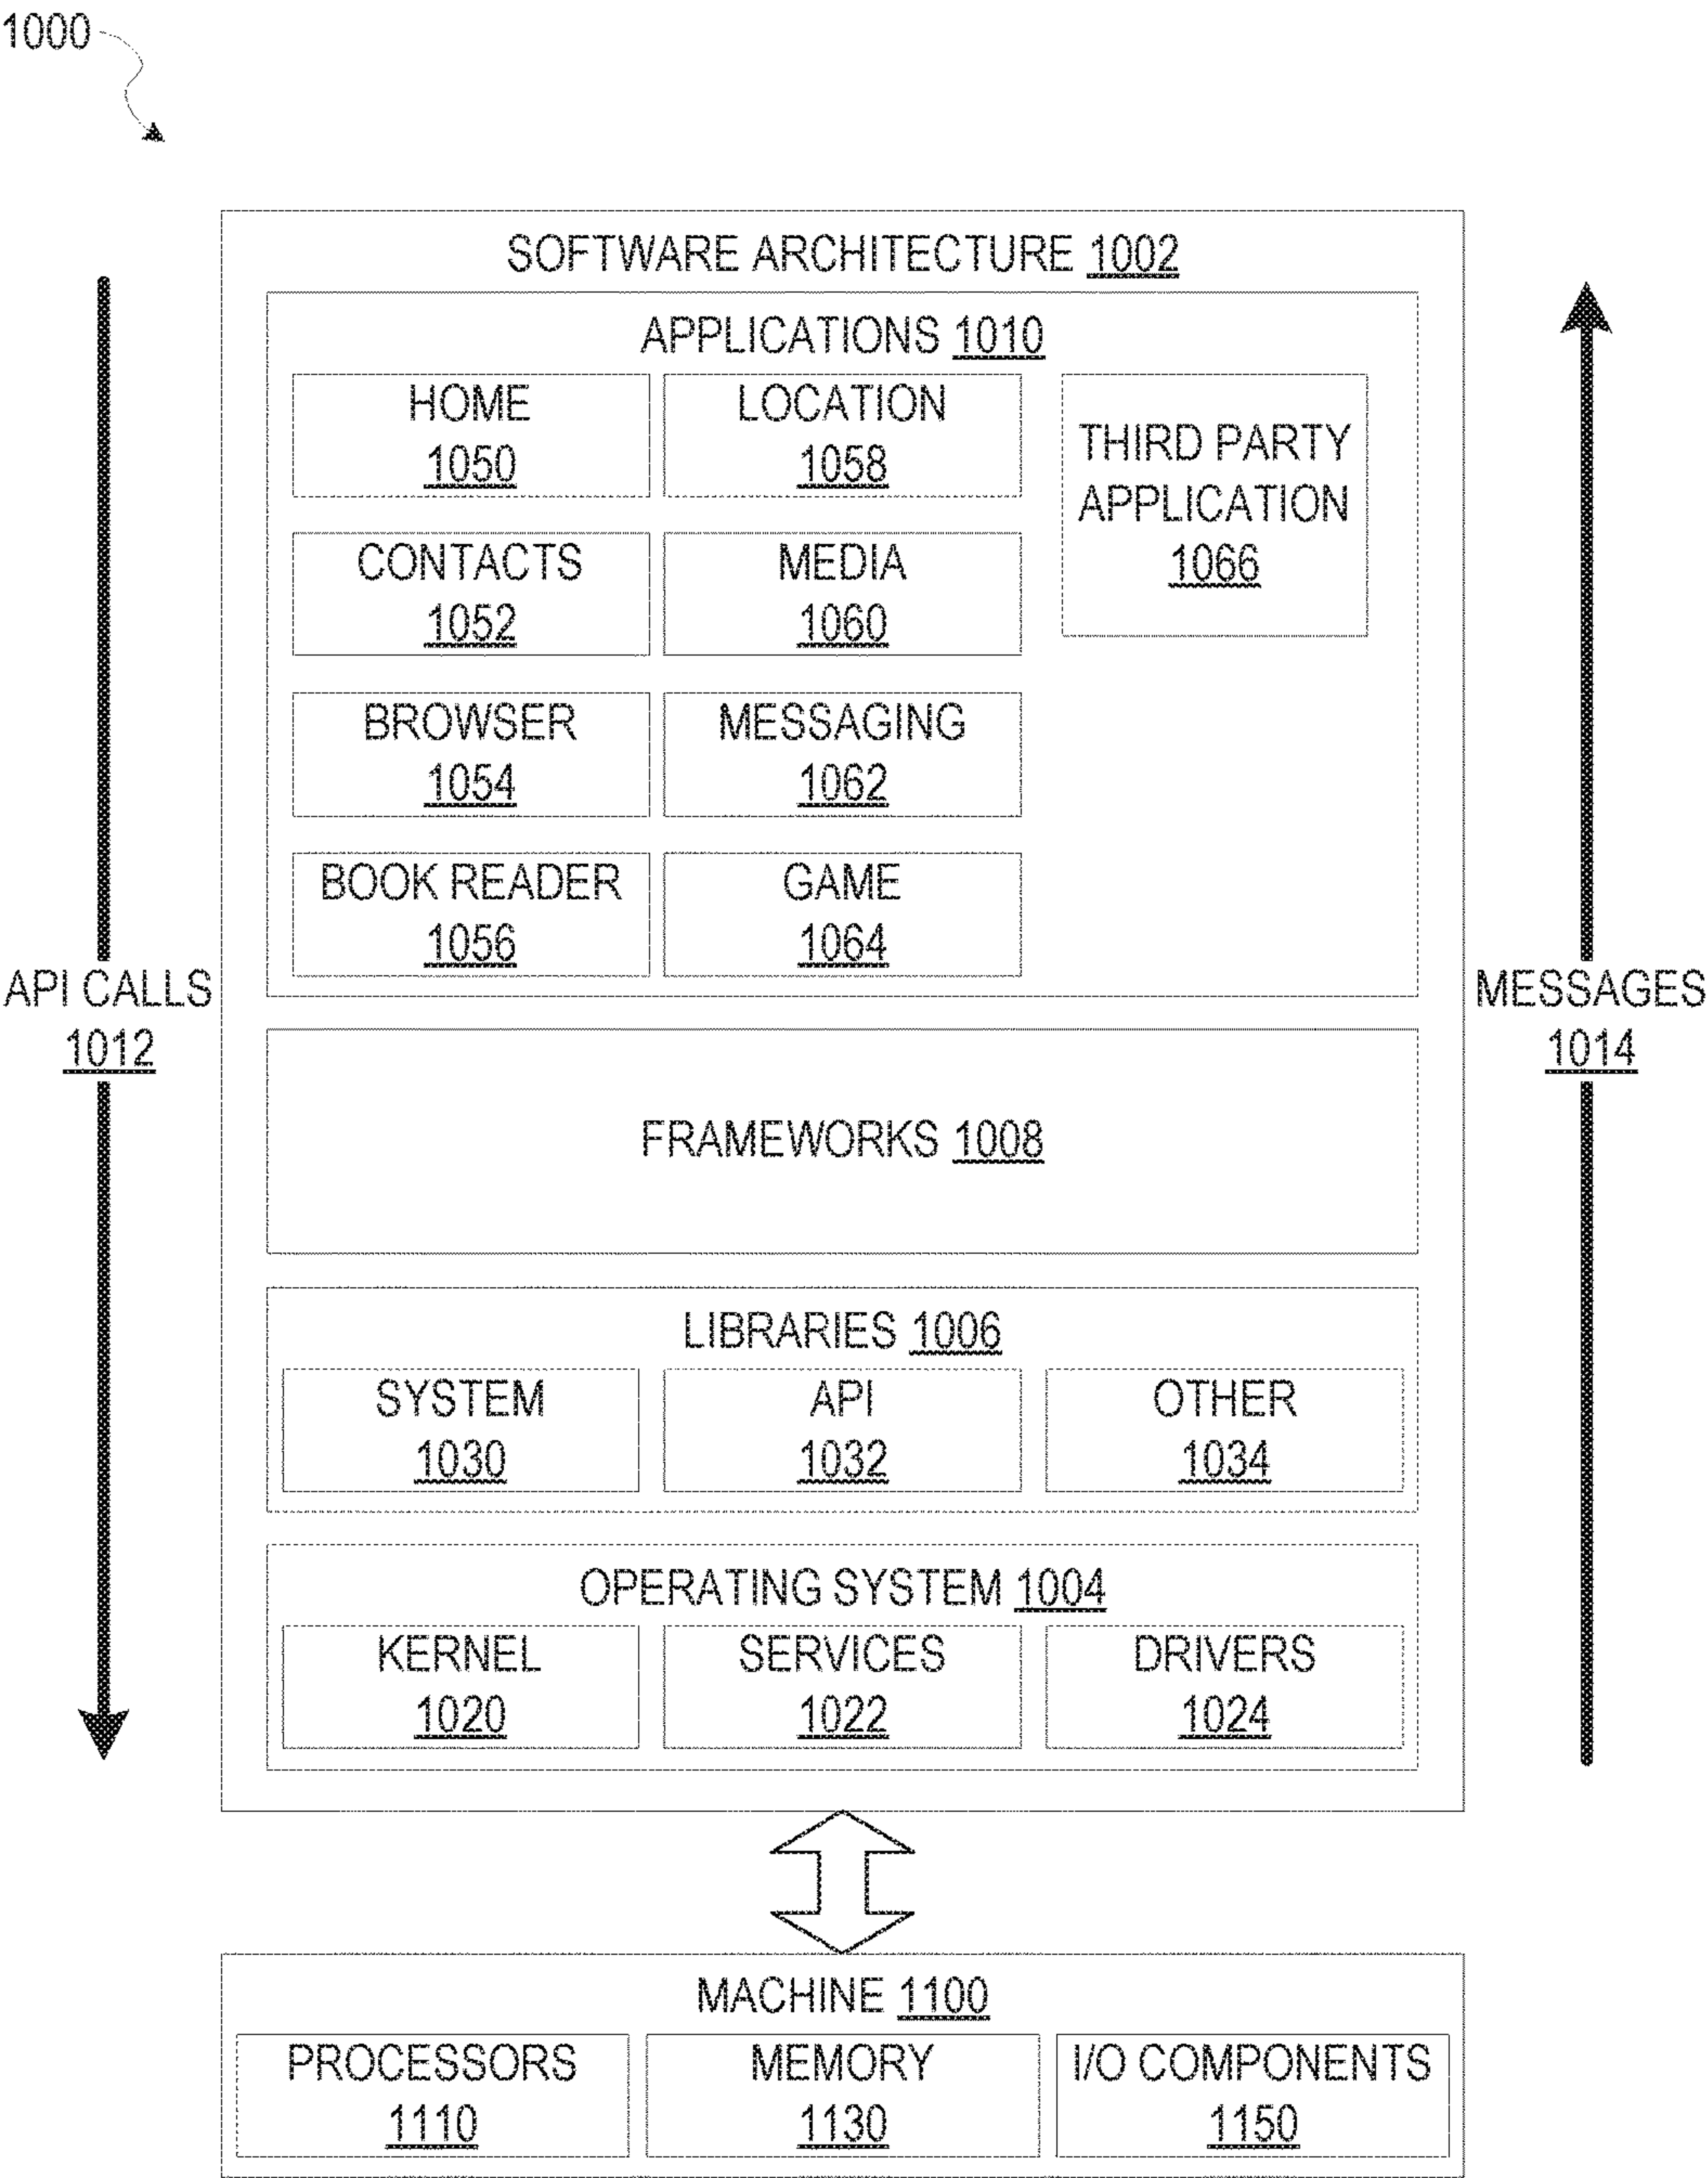 1000
SOFTWARE ARCHITECTURE 1002
APPLICATIONS 1010
HOME
1050
LOCATION
1058
THIRD PARTY
APPLICATION
1066
CONTACTS
1052
MEDIA
1060
BROWSER
1054
MESSAGING
1062
BOOK READER
1056
GAME
1064
API CALLS
1012
MESSAGES
1014
FRAMEWORKS 1008
LIBRARIES 1006
SYSTEM
1030
API
1032
OTHER
1034
OPERATING SYSTEM 1004
KERNEL
1020
SERVICES
1022
DRIVERS
1024
MACHINE 1100
PROCESSORS
1110
MEMORY
1130
I/O COMPONENTS
1150